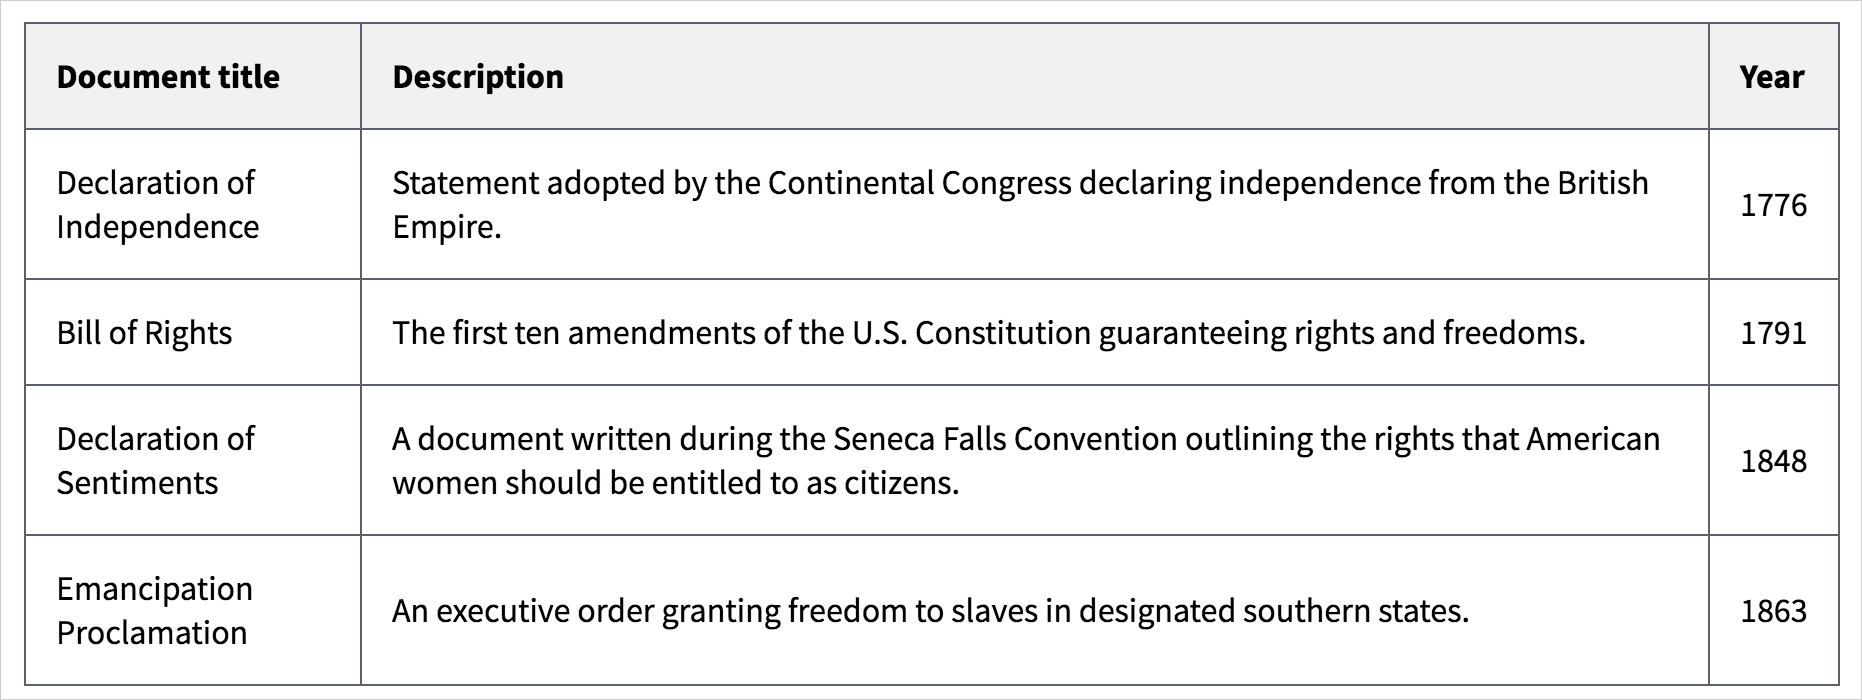 Document title
Description
Year
Declaration of
Independence
Statement adopted by the Continental Congress declaring independence from the British
Empire.
1776
Bill of Rights
The first ten amendments of the U.S. Constitution guaranteeing rights and freedoms.
1791
Declaration of
Sentiments
A document written during the Seneca Falls Convention outlining the rights that American
women should be entitled to as citizens.
1848
Emancipation
Proclamation
An executive order granting freedom to slaves in designated southern states.
1863